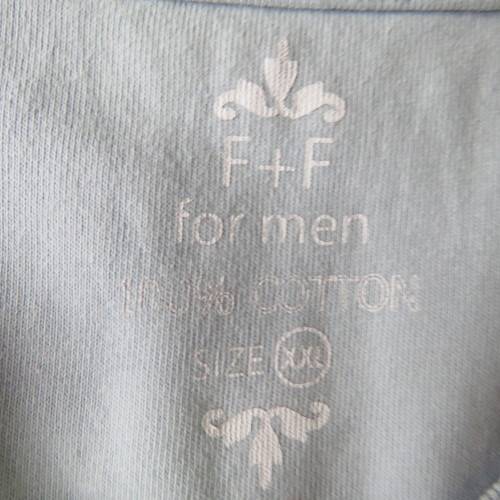 F+F
for men
100% COTTON
SIZE XXL